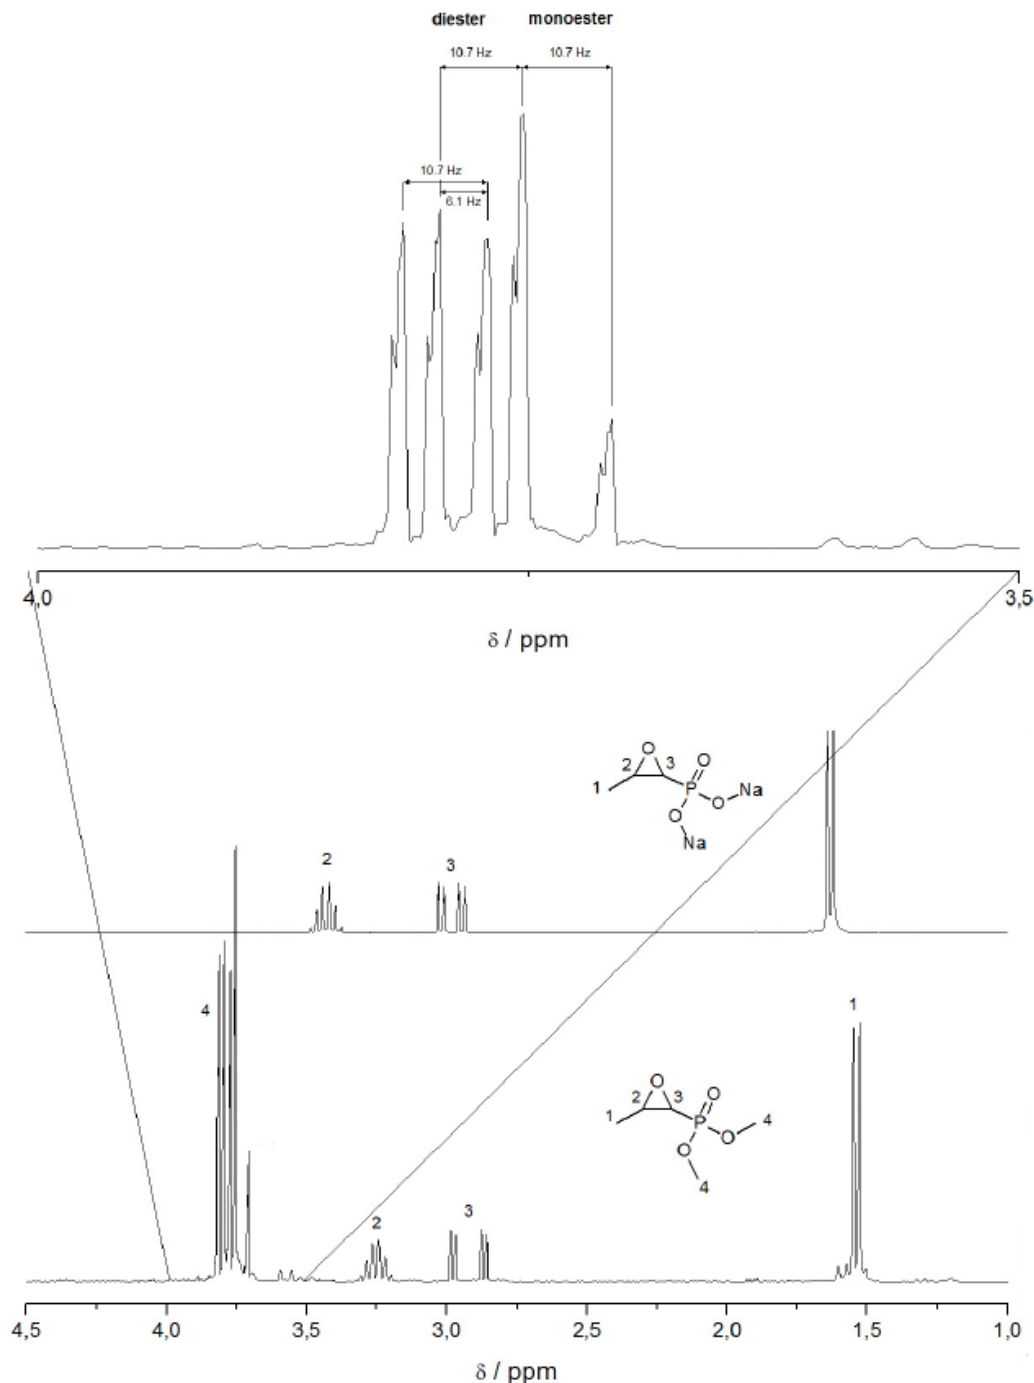 diester monoester
10.7 Hz 10.7 Hz
10.7 Hz
6.1 Hz
4,0 3,5
δ / ppm
O
2 3 O
1 P
O Na
O
Na
2 3
4 1
O
2 3 O
1 P 4
O
O
4
2 3
4,5 4,0 3,5 3,0 2,5 2,0 1,5 1,0
δ / ppm